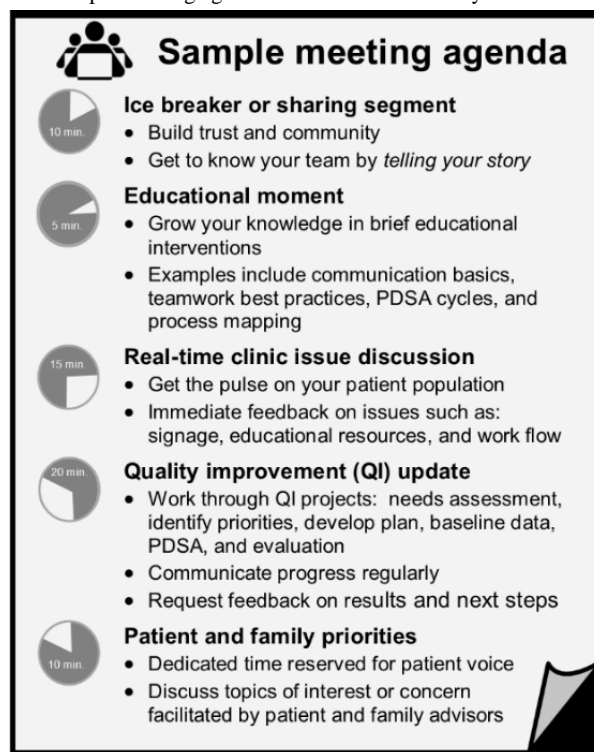 Sample meeting agenda
10 min.
Ice breaker or sharing segment
• Build trust and community
• Get to know your team by telling your story
5 min.
Educational moment
• Grow your knowledge in brief educational
interventions
• Examples include communication basics,
teamwork best practices, PDSA cycles, and
process mapping
15 min.
Real-time clinic issue discussion
• Get the pulse on your patient population
• Immediate feedback on issues such as:
signage, educational resources, and work flow
20 min.
Quality improvement (QI) update
• Work through QI projects: needs assessment,
identify priorities, develop plan, baseline data,
PDSA, and evaluation
• Communicate progress regularly
• Request feedback on results and next steps
10 min.
Patient and family priorities
• Dedicated time reserved for patient voice
• Discuss topics of interest or concern
facilitated by patient and family advisors